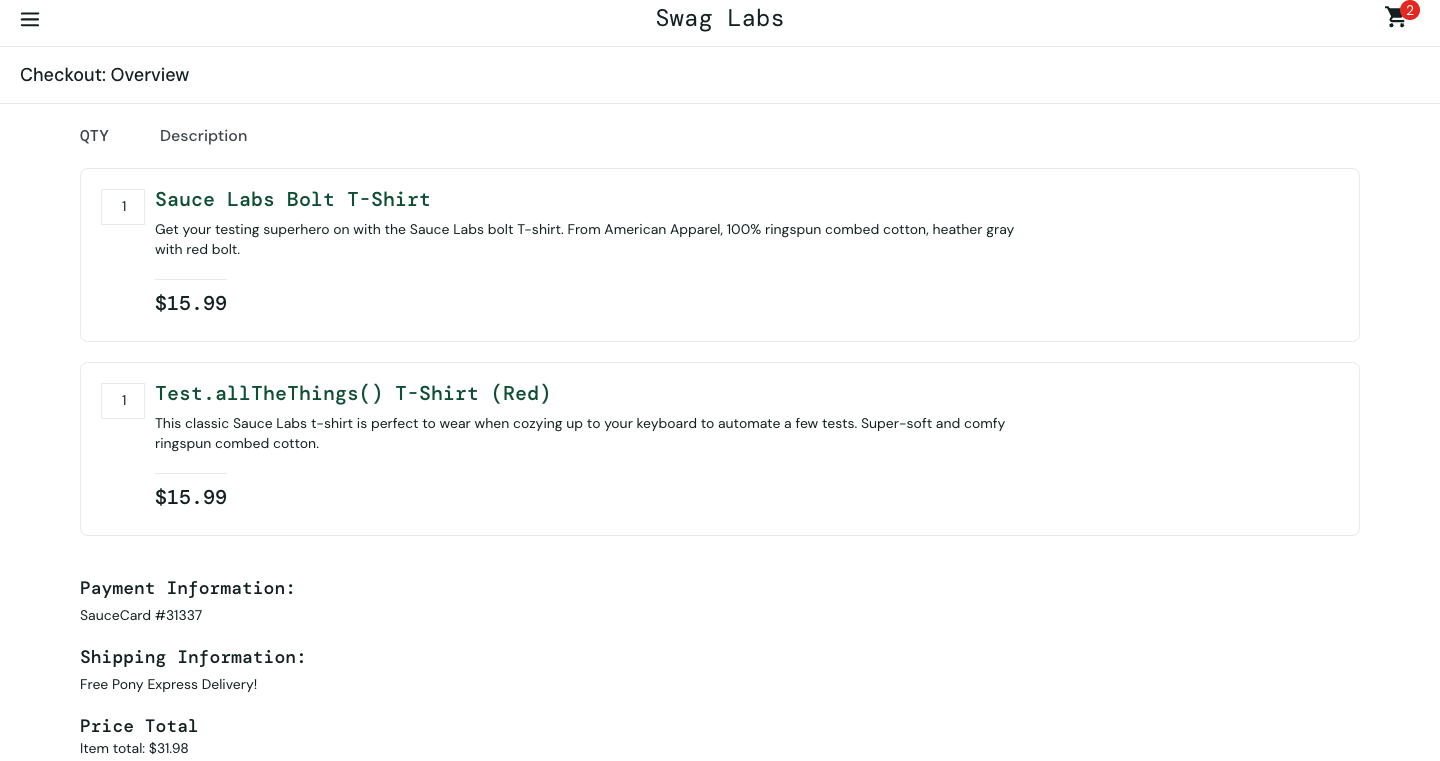 Swag Labs
2
Checkout: Overview
QTY Description
1 Sauce Labs Bolt T-Shirt
Get your testing superhero on with the Sauce Labs bolt T-shirt. From American Apparel, 100% ringspun combed cotton, heather gray
with red bolt.
$15.99
1 Test.allTheThings() T-Shirt (Red)
This classic Sauce Labs t-shirt is perfect to wear when cozying up to your keyboard to automate a few tests. Super-soft and comfy
ringspun combed cotton.
$15.99
Payment Information:
SauceCard #31337
Shipping Information:
Free Pony Express Delivery!
Price Total
Item total: $31.98